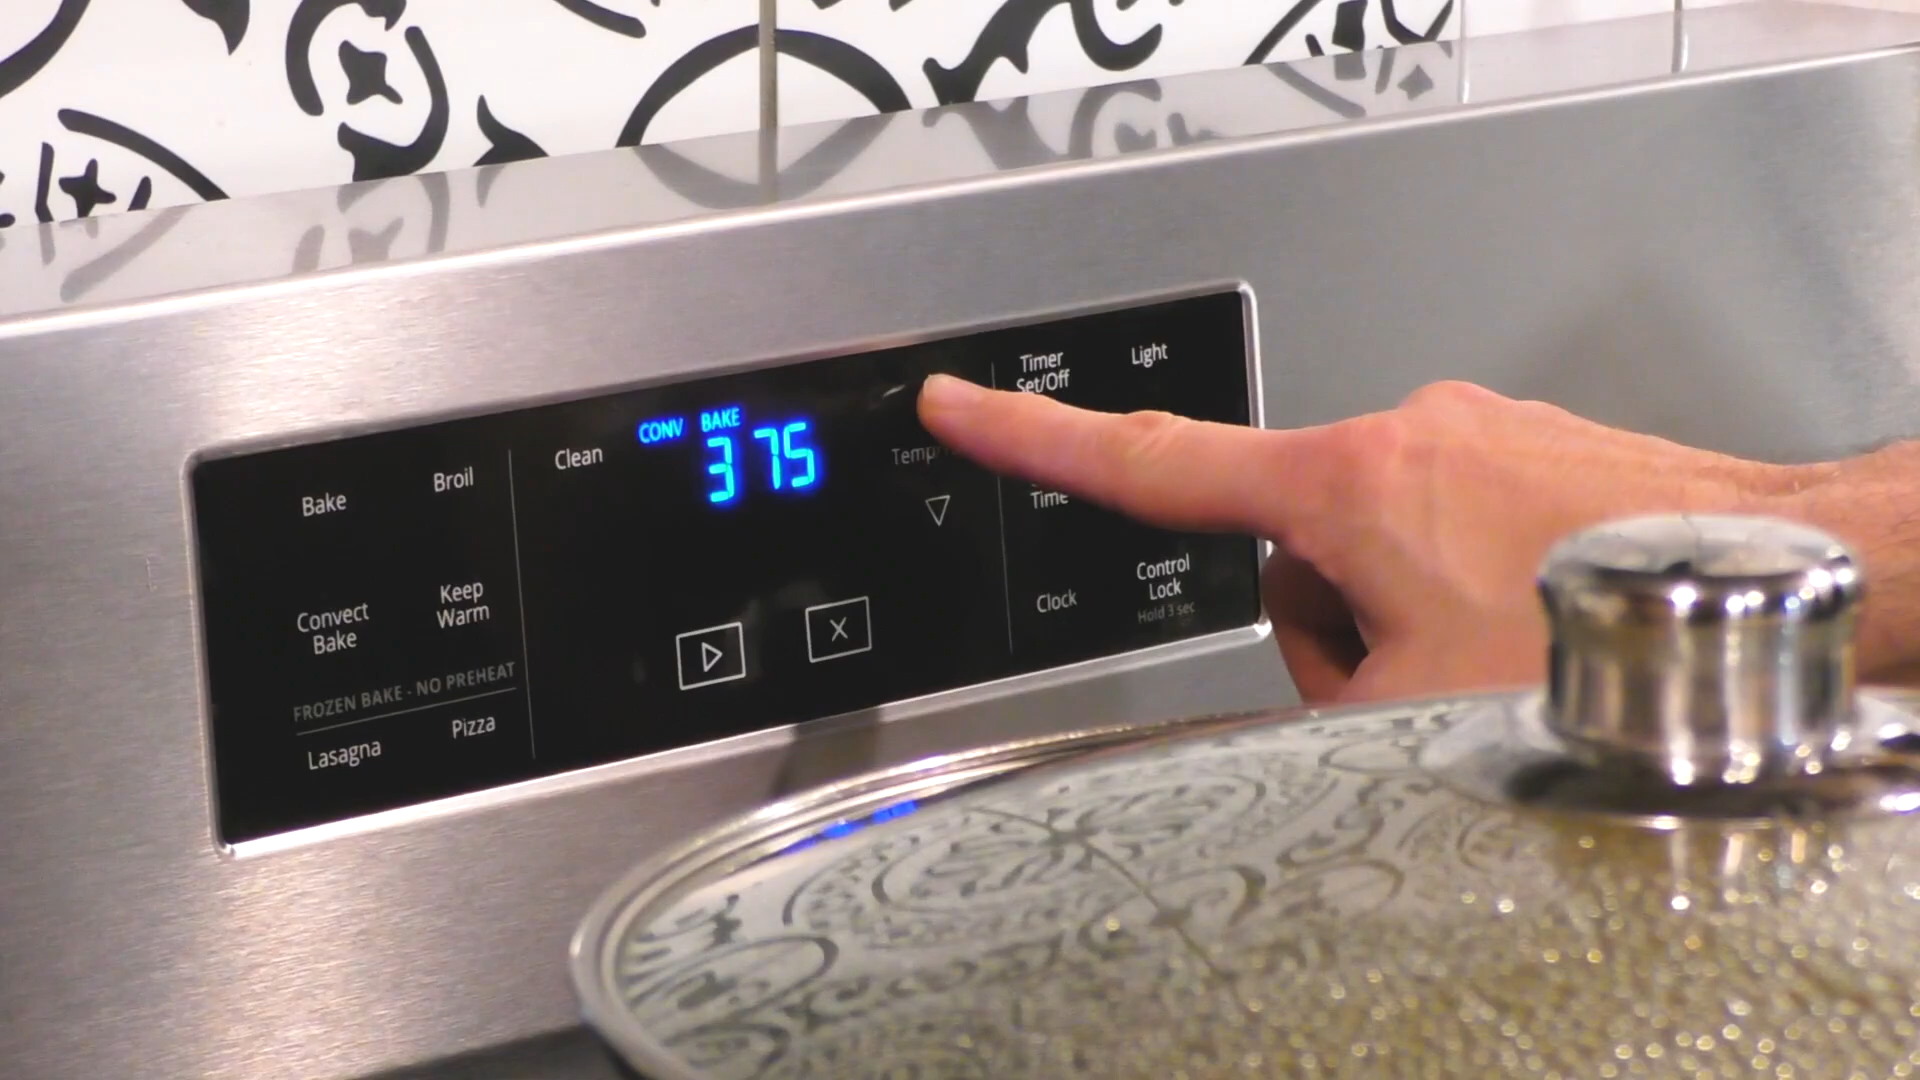 Bake
Broil
Convect
Bake
Keep
Warm
FROZEN BAKE - NO PREHEAT
Lasagna
Pizza
Clean
CONV BAKE
375
Timer
Set/Off
Light
Time
Clock
Control
Lock
Hold 3 sec